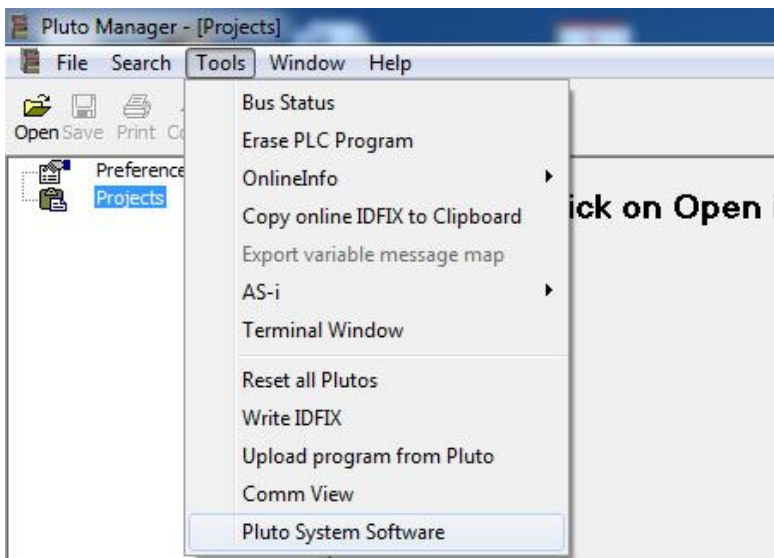 Pluto Manager - [Projects]
File Search Tools Window Help
Open Save Print
Preference
Projects
Bus Status
Erase PLC Program
OnlineInfo
Copy online IDFIX to Clipboard
Export variable message map
AS-i
Terminal Window
Reset all Plutos
Write IDFIX
Upload program from Pluto
Comm View
Pluto System Software
ick on Open